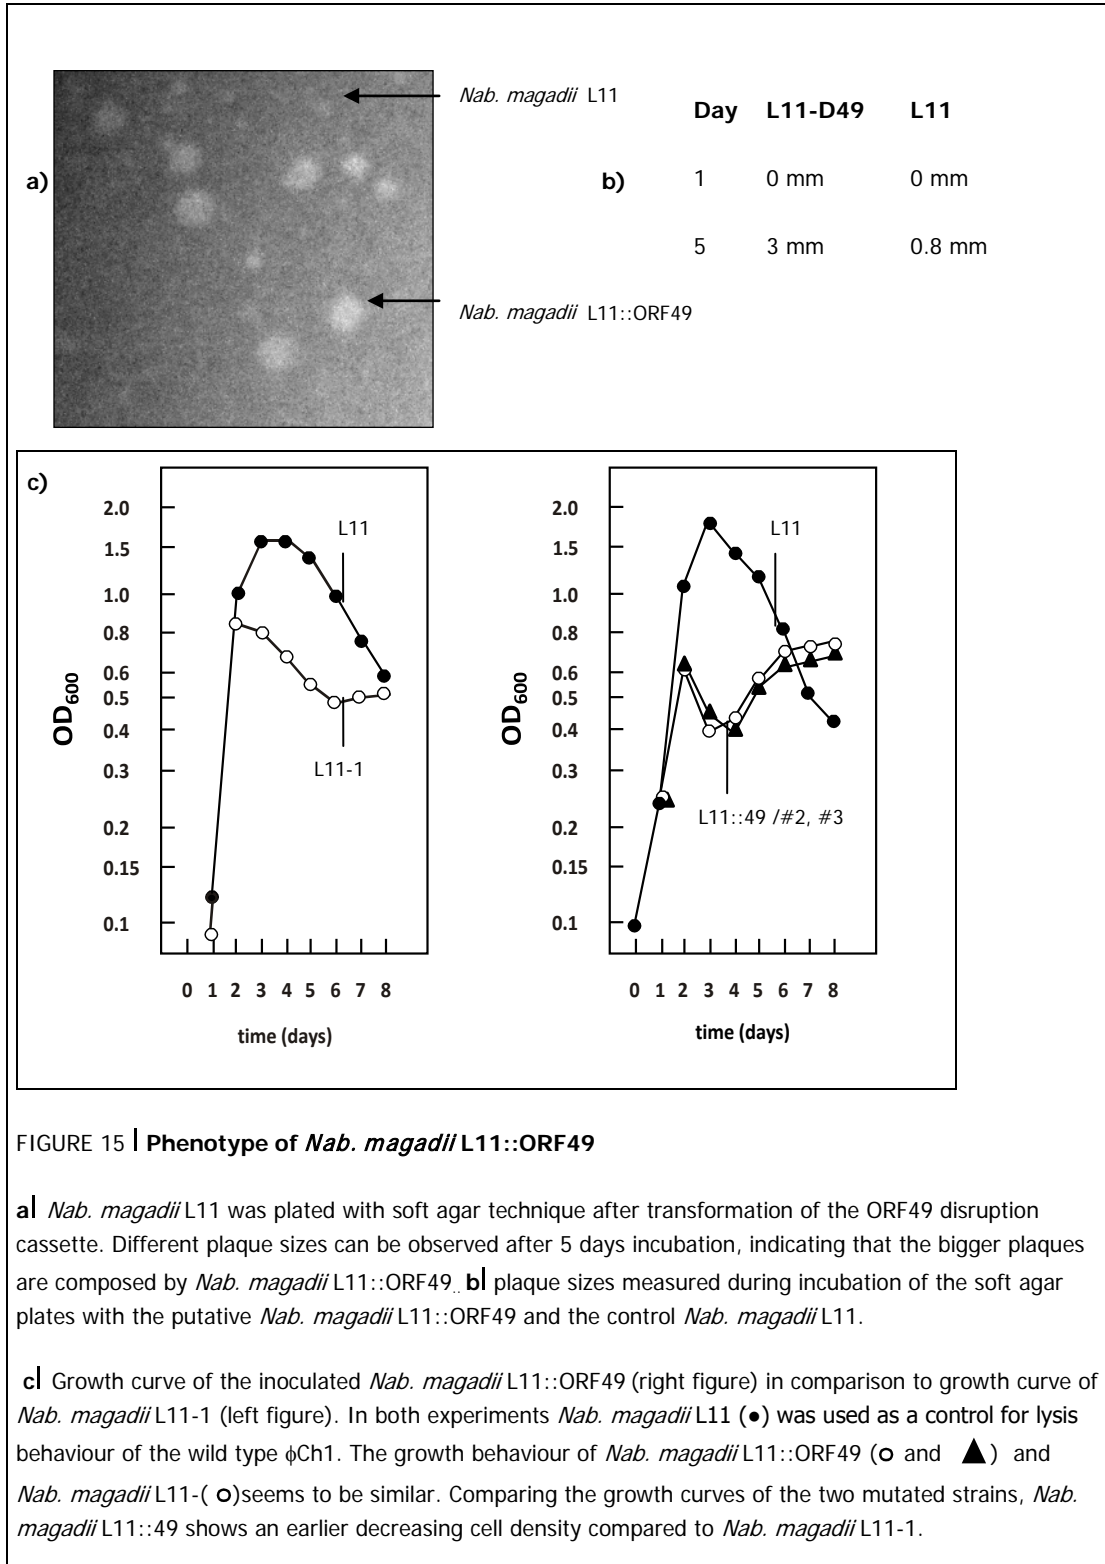 a)
Nab. magadii L11
Nab. magadii L11::ORF49
b)
Day L11-D49 L11
1 0 mm 0 mm
5 3 mm 0.8 mm
c)
2.0
1.5
1.0
0.8
0.6
0.5
0.4
0.3
0.2
0.15
0.1
OD600
L11
L11-1
0 1 2 3 4 5 6 7 8
time (days)
2.0
1.5
1.0
0.8
0.6
0.5
0.4
0.3
0.2
0.15
0.1
OD600
L11
L11::49 /#2, #3
0 1 2 3 4 5 6 7 8
time (days)
FIGURE 15 | Phenotype of Nab. magadii L11::ORF49
a| Nab. magadii L11 was plated with soft agar technique after transformation of the ORF49 disruption
cassette. Different plaque sizes can be observed after 5 days incubation, indicating that the bigger plaques
are composed by Nab. magadii L11::ORF49.. b| plaque sizes measured during incubation of the soft agar
plates with the putative Nab. magadii L11::ORF49 and the control Nab. magadii L11.
c| Growth curve of the inoculated Nab. magadii L11::ORF49 (right figure) in comparison to growth curve of
Nab. magadii L11-1 (left figure). In both experiments Nab. magadii L11 (●) was used as a control for lysis
behaviour of the wild type ϕCh1. The growth behaviour of Nab. magadii L11::ORF49 (o and ▲) and
Nab. magadii L11-( o)seems to be similar. Comparing the growth curves of the two mutated strains, Nab.
magadii L11::49 shows an earlier decreasing cell density compared to Nab. magadii L11-1.